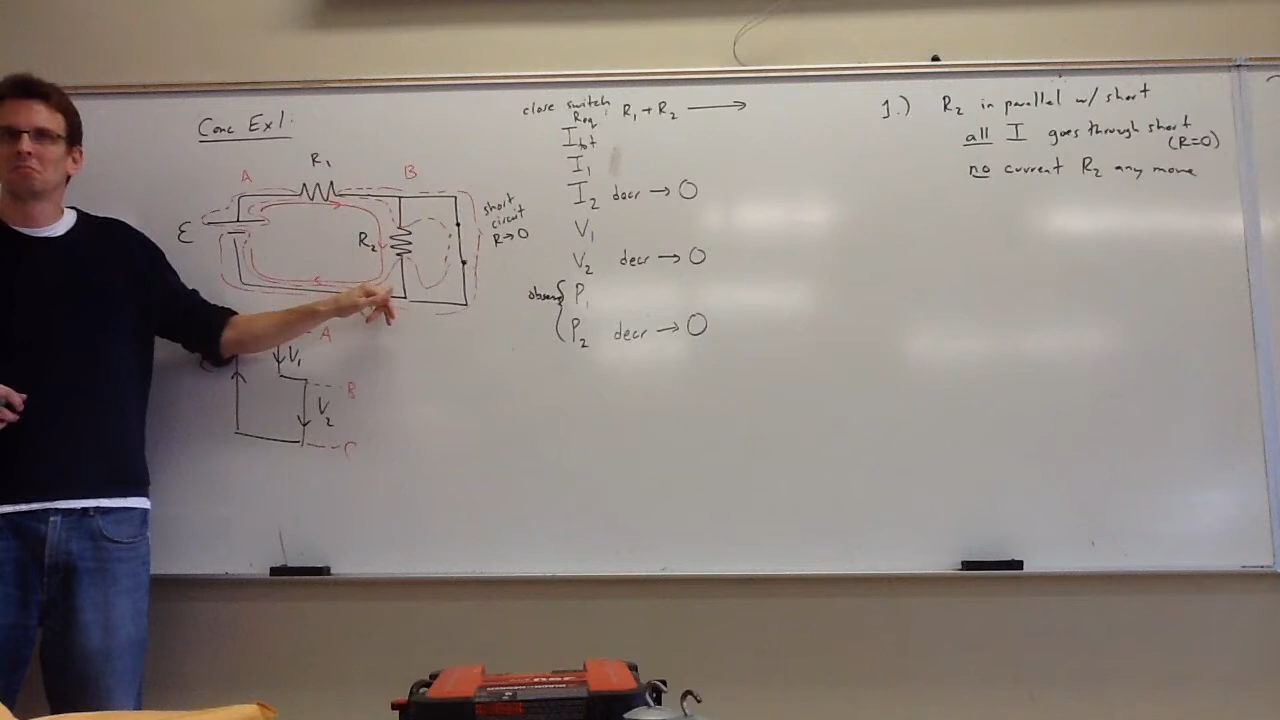 Conc Ex1:
R1
A
B
ε
R2
short
circuit
R→0
A
V1
B
V2
C
close switch
Req: R1 + R2 →
Itot
I1
I2 decr → 0
V1
V2 decr → 0
P1
P2 decr → 0
1.) R2 in parallel w/ short
all I goes through short
(R=0)
no current R2 any more